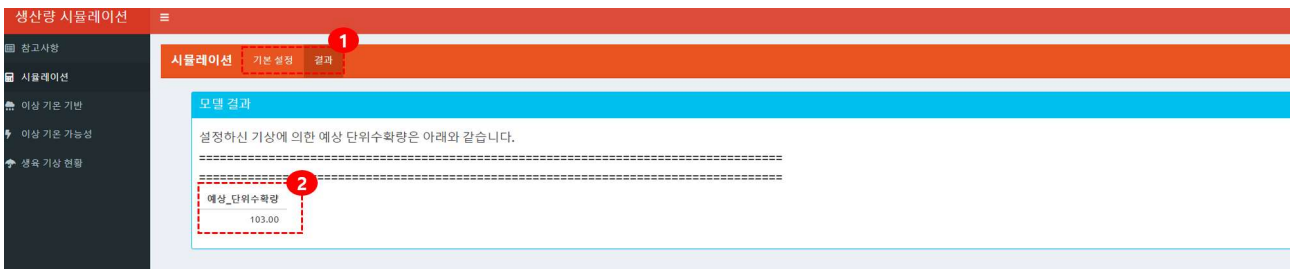 생산량 시뮬레이션
참고사항
시뮬레이션
이상 기온 기반
이상 기온 가능성
생육 기상 현황
1
시뮬레이션 기본 설정 결과
모델 결과
설정하신 기상에 의한 예상 단위수확량은 아래와 같습니다.
====================================================================================
====================================================================================
2
예상_단위수확량
103.00